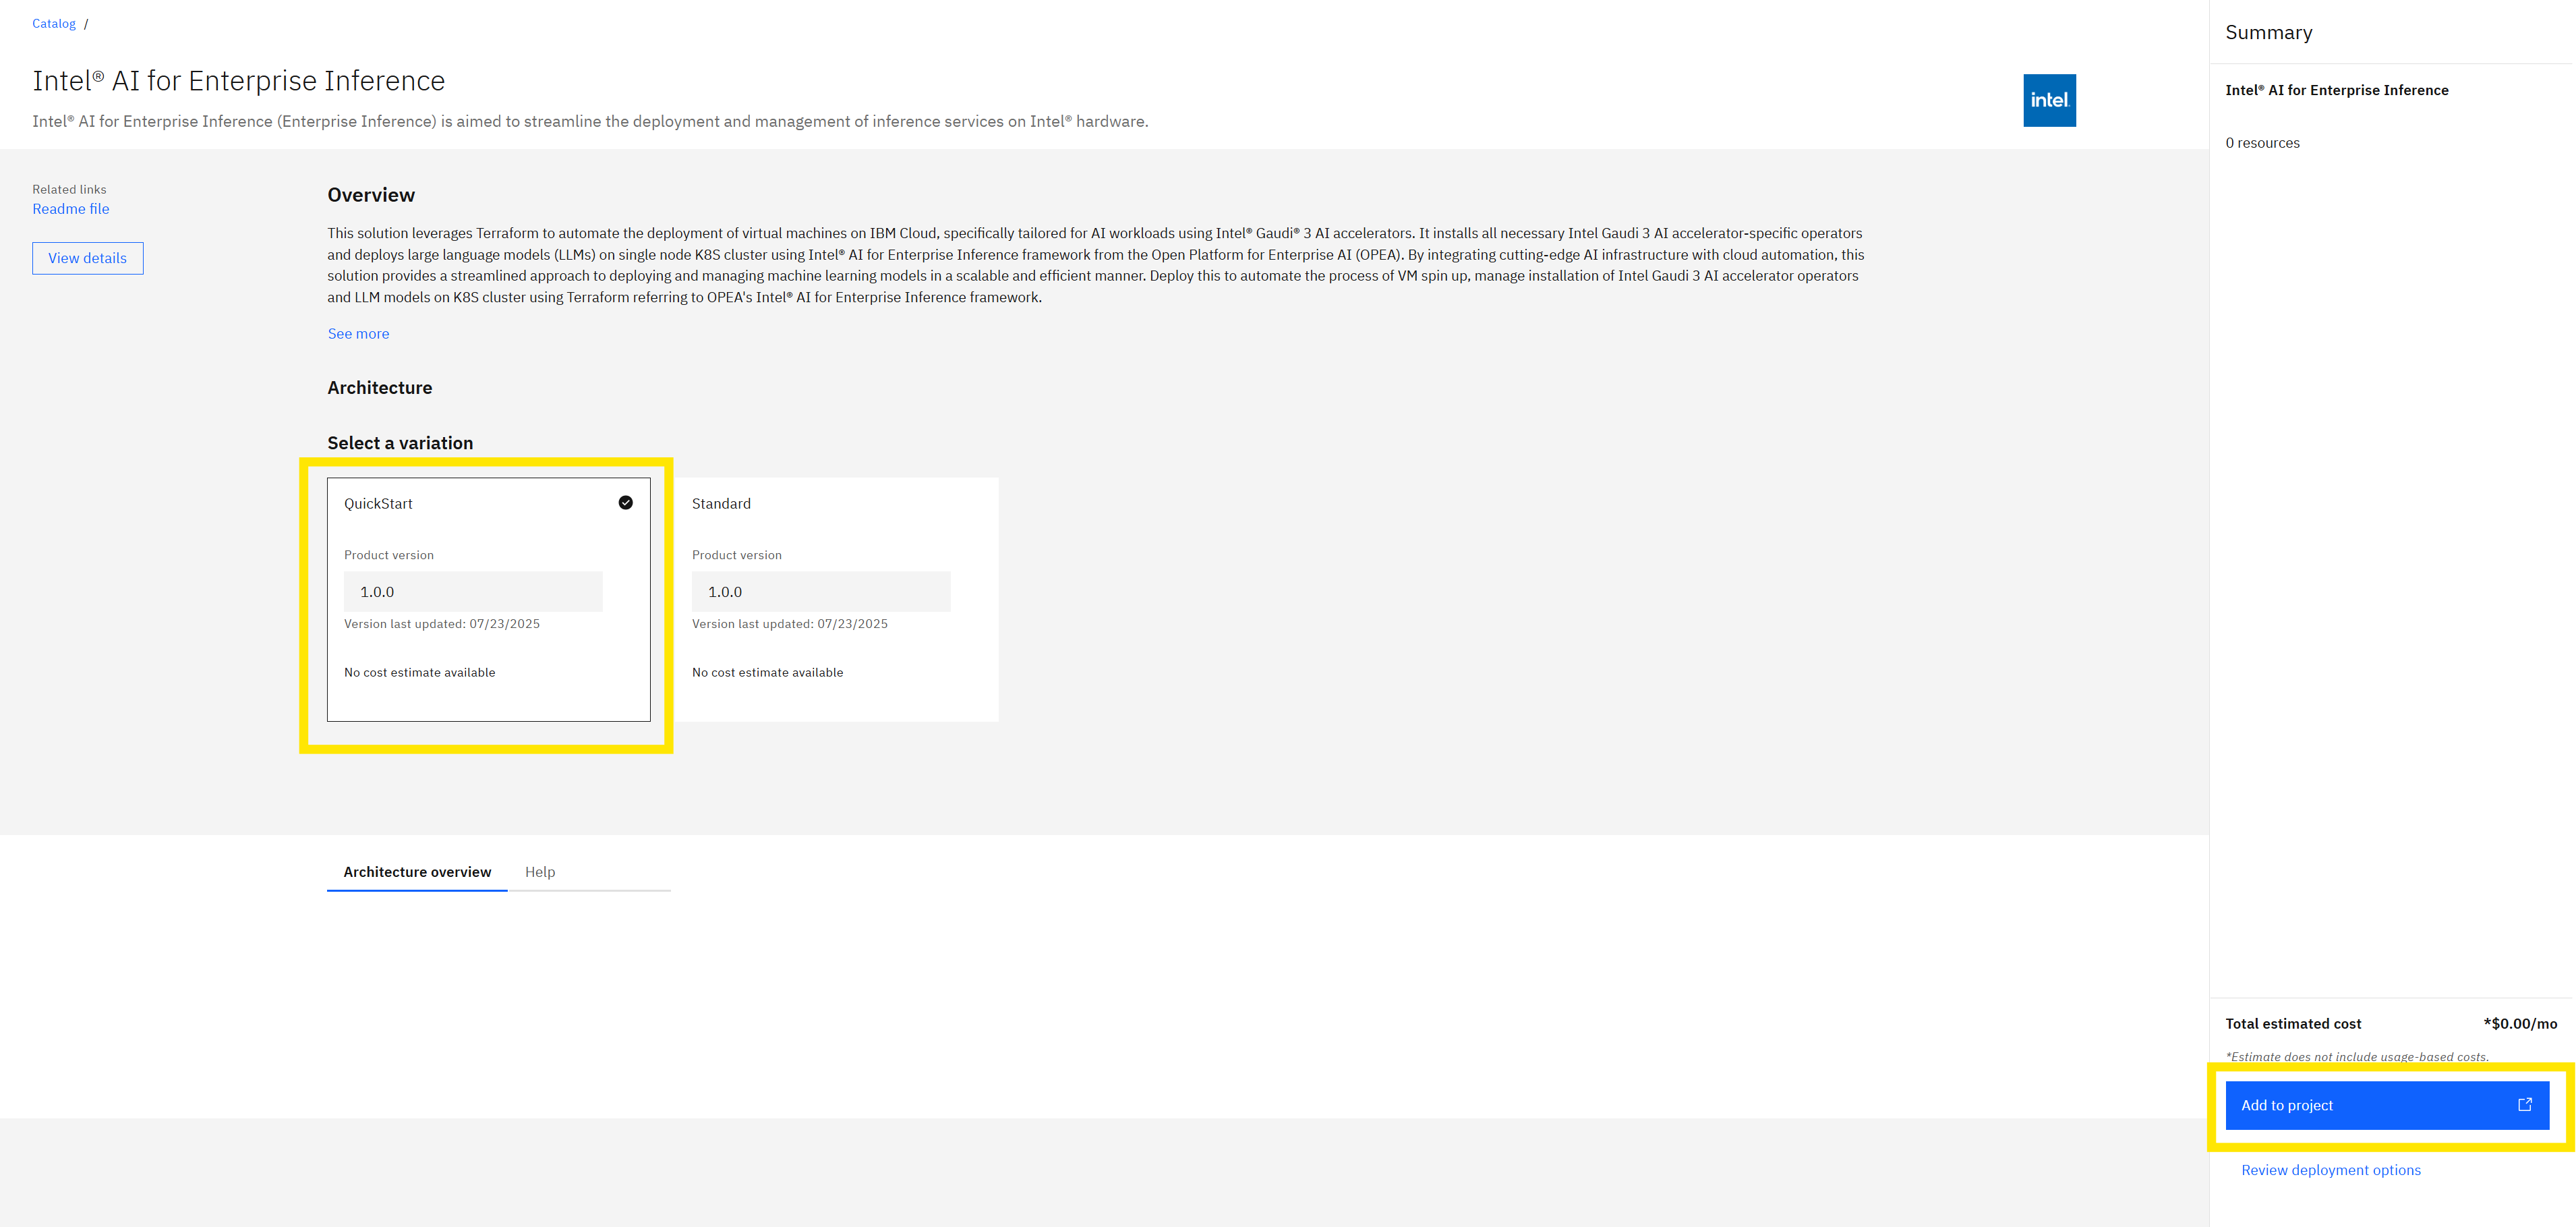 Catalog /
Intel® AI for Enterprise Inference
Intel® AI for Enterprise Inference (Enterprise Inference) is aimed to streamline the deployment and management of inference services on Intel® hardware.
intel.
Related links
Readme file
View details
Overview
This solution leverages Terraform to automate the deployment of virtual machines on IBM Cloud, specifically tailored for AI workloads using Intel® Gaudi® 3 AI accelerators. It installs all necessary Intel Gaudi 3 AI accelerator-specific operators
and deploys large language models (LLMs) on single node K8S cluster using Intel® AI for Enterprise Inference framework from the Open Platform for Enterprise AI (OPEA). By integrating cutting-edge AI infrastructure with cloud automation, this
solution provides a streamlined approach to deploying and managing machine learning models in a scalable and efficient manner. Deploy this to automate the process of VM spin up, manage installation of Intel Gaudi 3 AI accelerator operators
and LLM models on K8S cluster using Terraform referring to OPEA's Intel® AI for Enterprise Inference framework.
See more
Architecture
Select a variation
QuickStart
Product version
1.0.0
Version last updated: 07/23/2025
No cost estimate available
Standard
Product version
1.0.0
Version last updated: 07/23/2025
No cost estimate available
Architecture overview
Help
Summary
Intel® AI for Enterprise Inference
0 resources
Total estimated cost *$0.00/mo
*Estimate does not include usage-based costs.
Add to project
Review deployment options